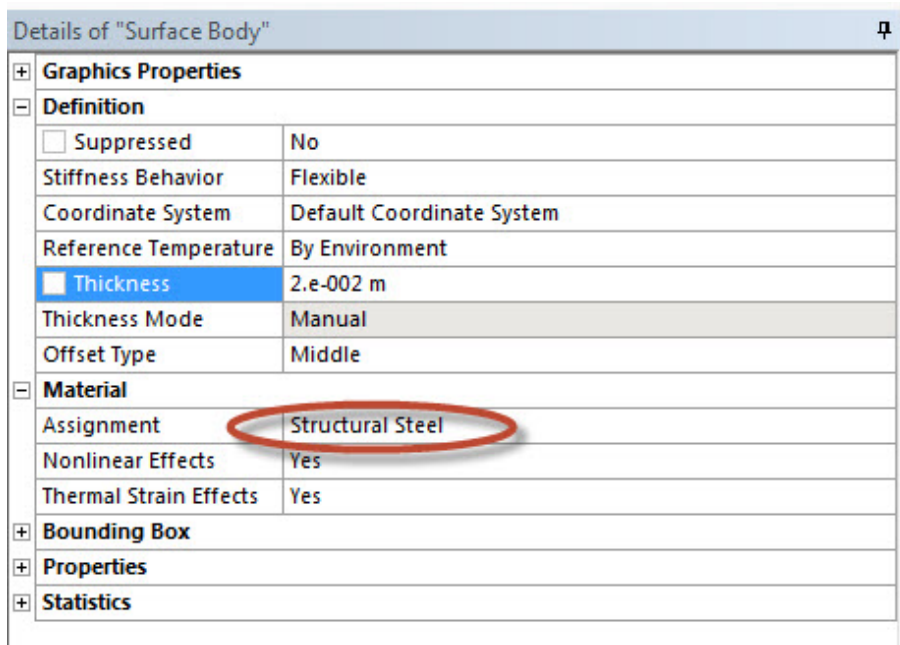 Details of "Surface Body"
Graphics Properties
Definition
Suppressed No
Stiffness Behavior Flexible
Coordinate System Default Coordinate System
Reference Temperature By Environment
Thickness 2.e-002 m
Thickness Mode Manual
Offset Type Middle
Material
Assignment Structural Steel
Nonlinear Effects Yes
Thermal Strain Effects Yes
Bounding Box
Properties
Statistics